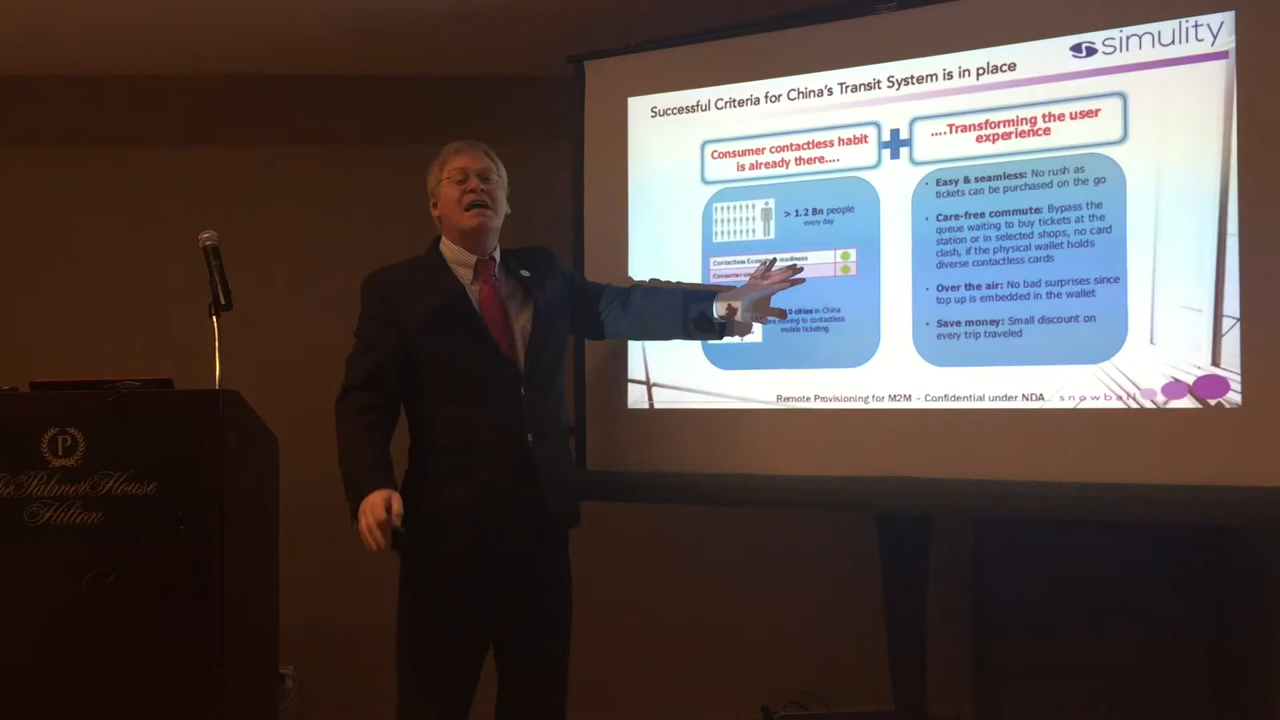 simulity
Successful Criteria for China's Transit System is in place
Consumer contactless habit
is already there....
+
....Transforming the user
experience
> 1.2 Bn people
every day
Contactless readiness
0 cities in China
moving to contactless
mobile ticketing
• Easy & seamless: No rush as
tickets can be purchased on the go
• Care-free commute: Bypass the
queue waiting to buy tickets at the
station or in selected shops, no card
clash, if the physical wallet holds
diverse contactless cards
• Over the air: No bad surprises since
top up is embedded in the wallet
• Save money: Small discount on
every trip traveled
Remote Provisioning for M2M – Confidential under NDA
snowball
P
The Palmer House
Hilton